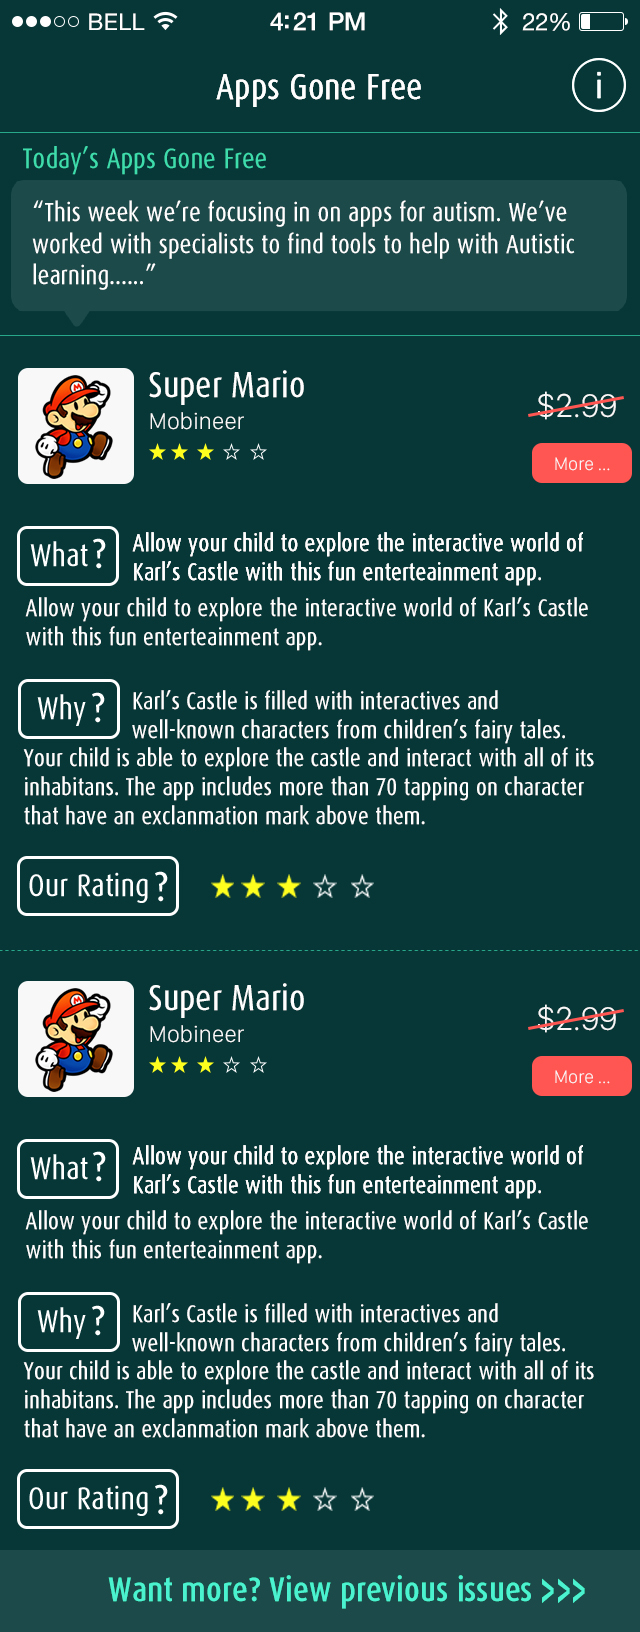 BELL 4:21 PM 22%
Apps Gone Free i
Today's Apps Gone Free
“This week we're focusing in on apps for autism. We've
worked with specialists to find tools to help with Autistic
learning......”
Super Mario
Mobineer
$2.99
More ...
What?
Allow your child to explore the interactive world of
Karl's Castle with this fun enterteainment app.
Allow your child to explore the interactive world of Karl's Castle
with this fun enterteainment app.
Why?
Karl's Castle is filled with interactives and
well-known characters from children's fairy tales.
Your child is able to explore the castle and interact with all of its
inhabitans. The app includes more than 70 tapping on character
that have an exclanmation mark above them.
Our Rating?
Super Mario
Mobineer
$2.99
More ...
What?
Allow your child to explore the interactive world of
Karl's Castle with this fun enterteainment app.
Allow your child to explore the interactive world of Karl's Castle
with this fun enterteainment app.
Why?
Karl's Castle is filled with interactives and
well-known characters from children's fairy tales.
Your child is able to explore the castle and interact with all of its
inhabitans. The app includes more than 70 tapping on character
that have an exclanmation mark above them.
Our Rating?
Want more? View previous issues >>>